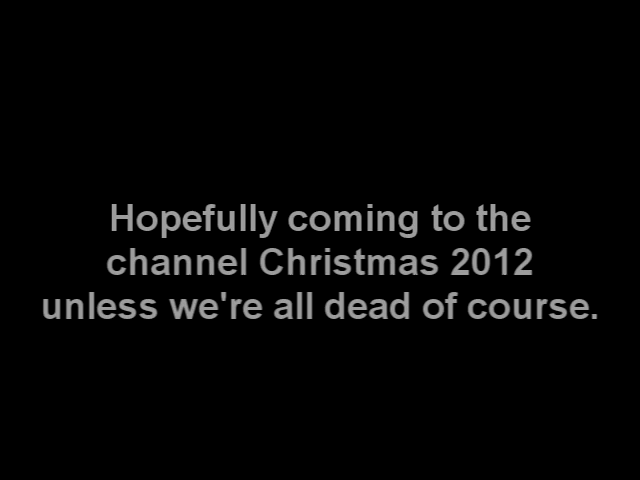 Hopefully coming to the
channel Christmas 2012
unless we're all dead of course.